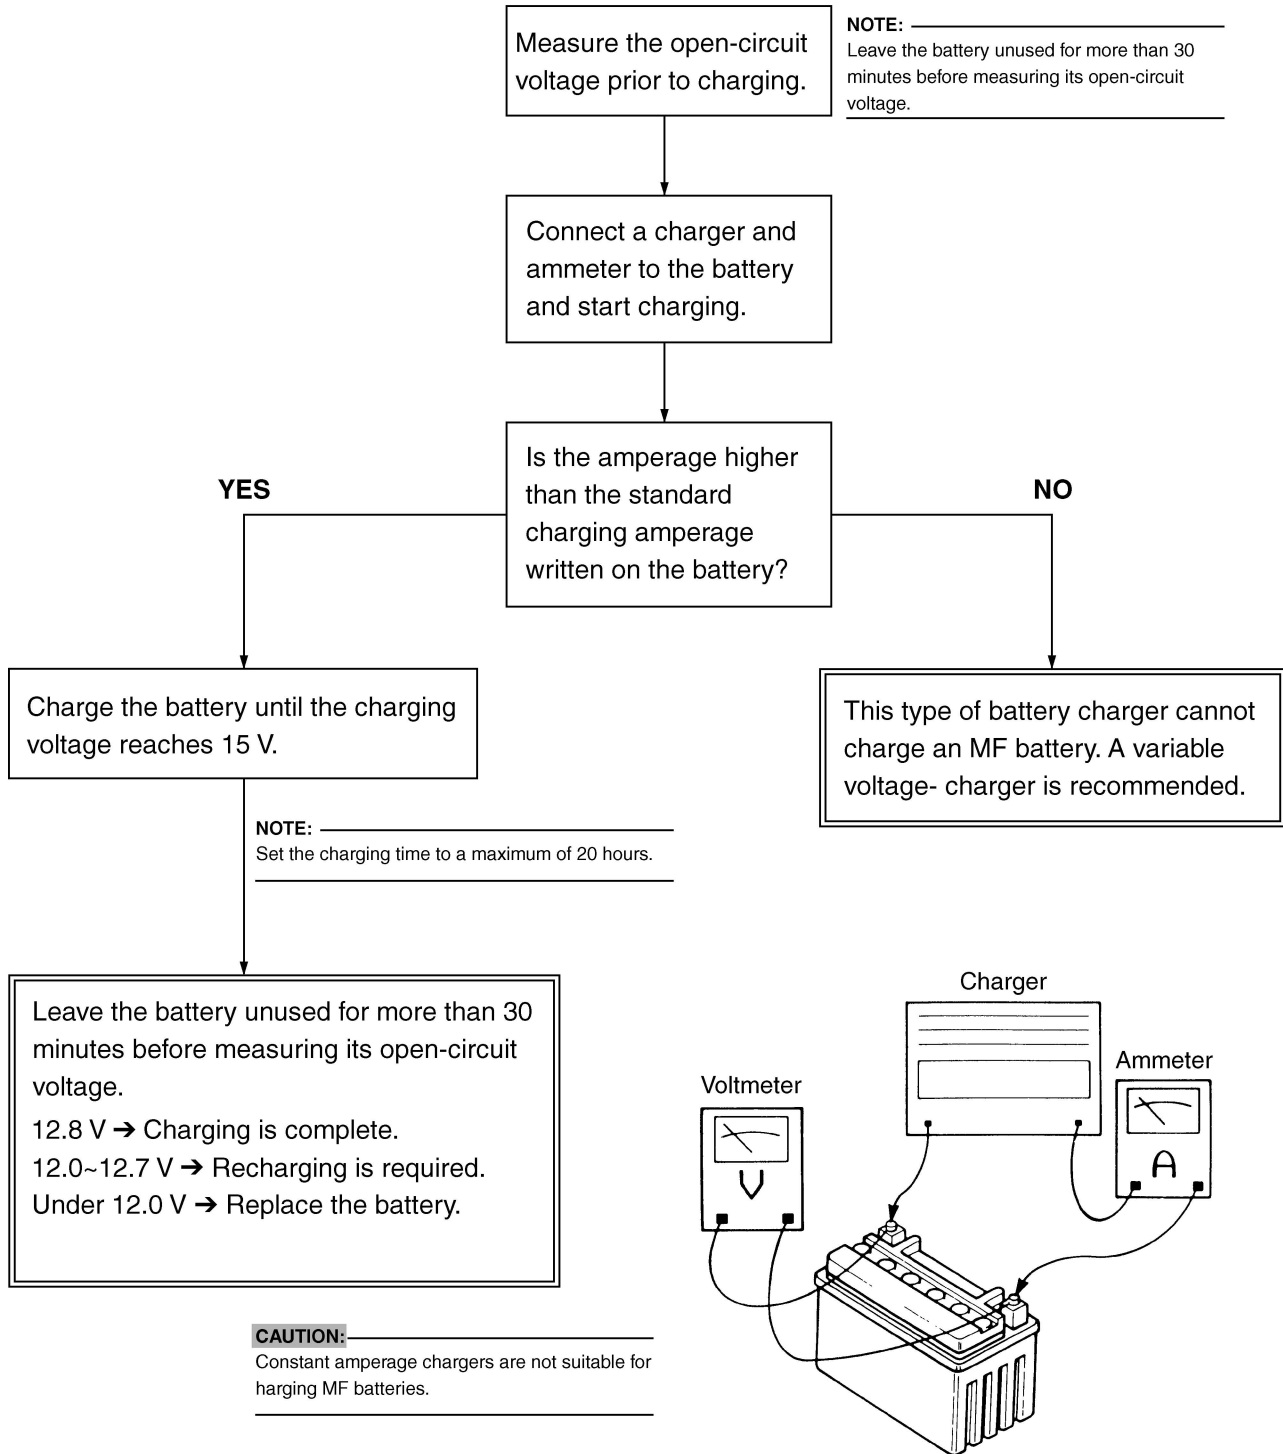 Measure the open-circuit
voltage prior to charging.
NOTE:
Leave the battery unused for more than 30
minutes before measuring its open-circuit
voltage.
Connect a charger and
ammeter to the battery
and start charging.
Is the amperage higher
than the standard
charging amperage
written on the battery?
YES
NO
Charge the battery until the charging
voltage reaches 15 V.
This type of battery charger cannot
charge an MF battery. A variable
voltage- charger is recommended.
NOTE:
Set the charging time to a maximum of 20 hours.
Leave the battery unused for more than 30
minutes before measuring its open-circuit
voltage.
12.8 V ➔ Charging is complete.
12.0~12.7 V ➔ Recharging is required.
Under 12.0 V ➔ Replace the battery.
Charger
Ammeter
Voltmeter
A
V
CAUTION:
Constant amperage chargers are not suitable for
harging MF batteries.